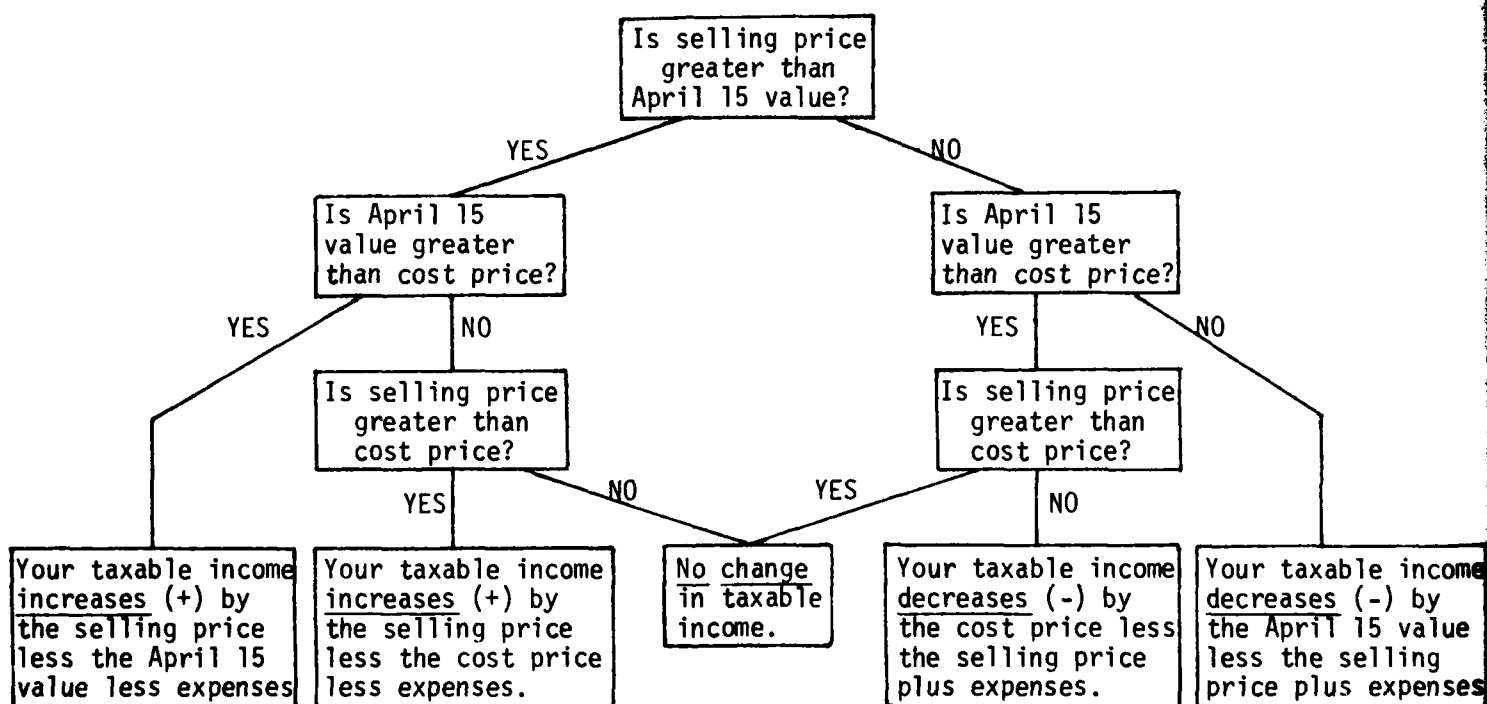 Is selling price
greater than
April 15 value?
YES
NO
Is April 15
value greater
than cost price?
Is April 15
value greater
than cost price?
YES
NO
YES
NO
Is selling price
greater than
cost price?
Is selling price
greater than
cost price?
YES
NO
YES
NO
Your taxable income
increases (+) by
the selling price
less the April 15
value less expenses
Your taxable income
increases (+) by
the selling price
less the cost price
less expenses.
No change
in taxable
income.
Your taxable income
decreases (-) by
the cost price less
the selling price
plus expenses.
Your taxable income
decreases (-) by
the April 15 value
less the selling
price plus expenses